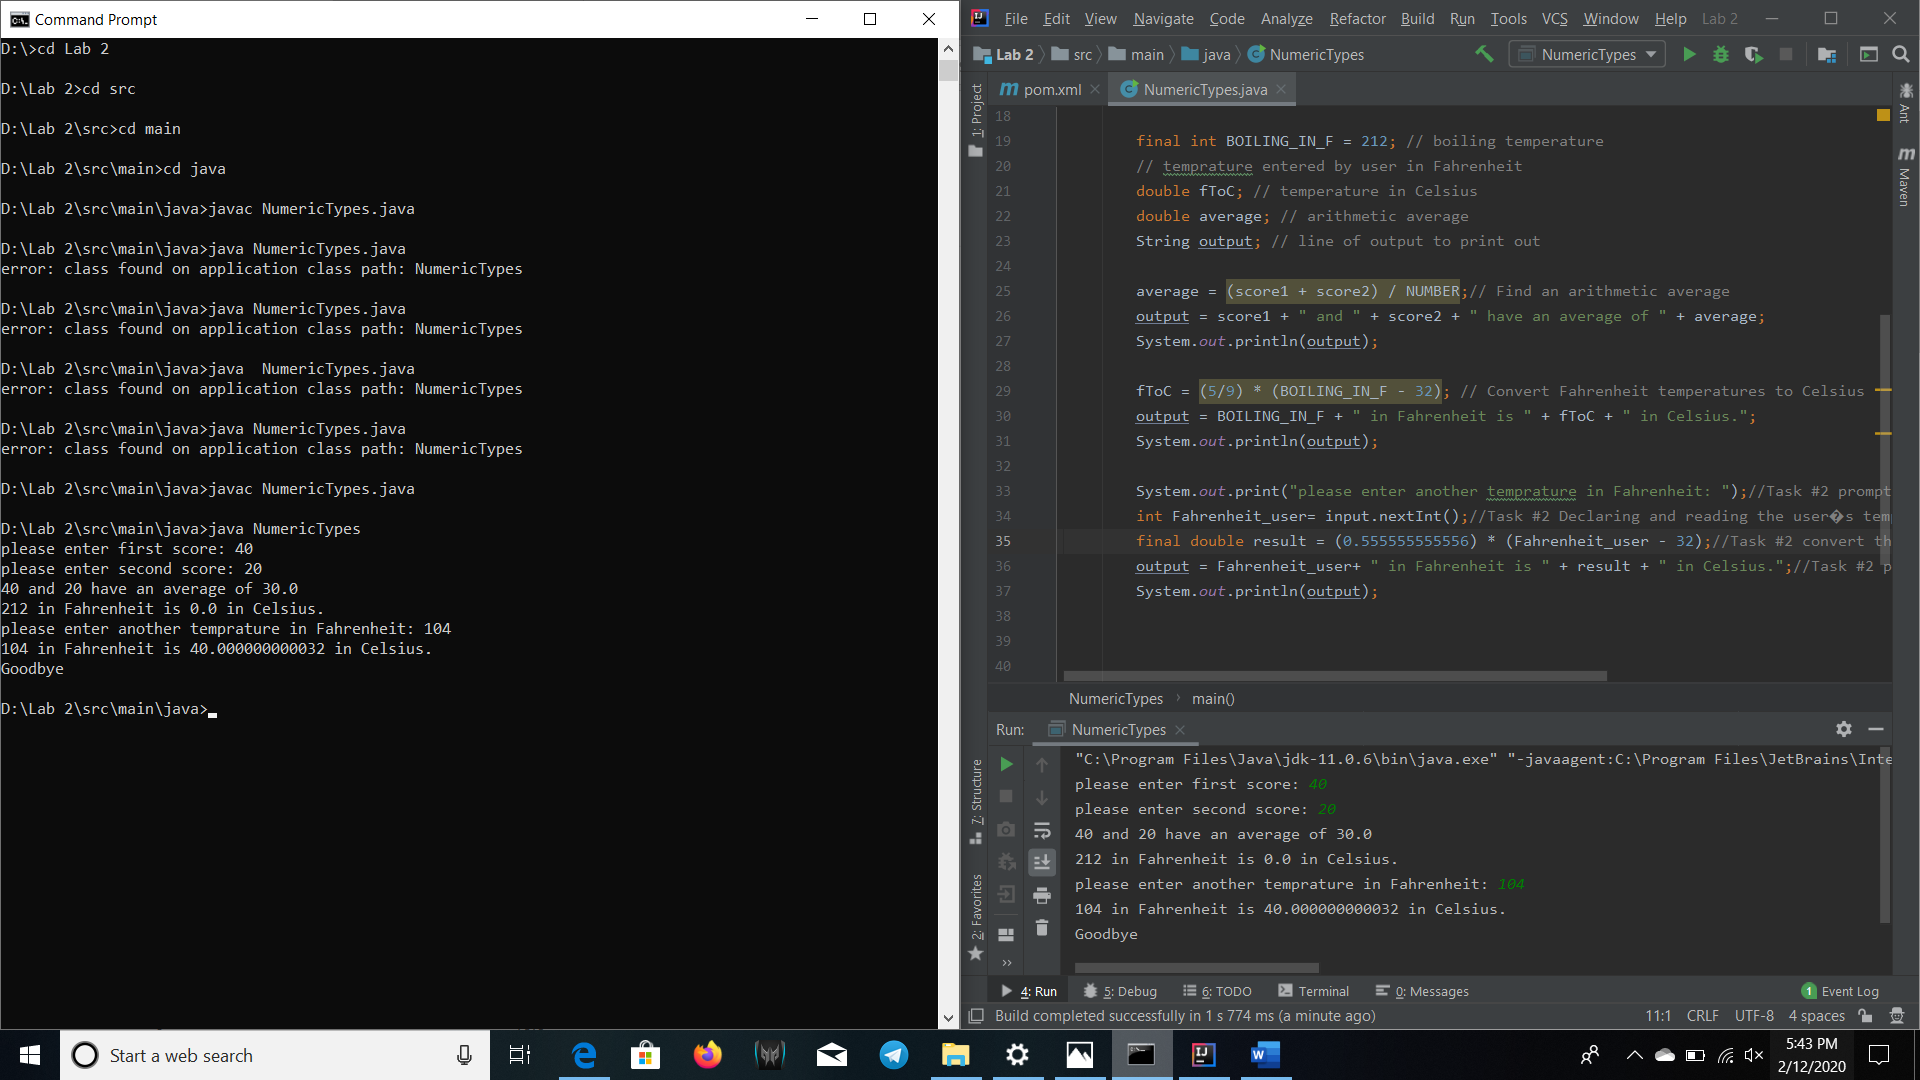 Command Prompt
D:\>cd Lab 2
D:\Lab 2>cd src
D:\Lab 2\src>cd main
D:\Lab 2\src\main>cd java
D:\Lab 2\src\main\java>javac NumericTypes.java
D:\Lab 2\src\main\java>java NumericTypes.java
error: class found on application class path: NumericTypes
D:\Lab 2\src\main\java>java NumericTypes.java
error: class found on application class path: NumericTypes
D:\Lab 2\src\main\java>java  NumericTypes.java
error: class found on application class path: NumericTypes
D:\Lab 2\src\main\java>java NumericTypes.java
error: class found on application class path: NumericTypes
D:\Lab 2\src\main\java>javac NumericTypes.java
D:\Lab 2\src\main\java>java NumericTypes
please enter first score: 40
please enter second score: 20
40 and 20 have an average of 30.0
212 in Fahrenheit is 0.0 in Celsius.
please enter another temprature in Fahrenheit: 104
104 in Fahrenheit is 40.000000000032 in Celsius.
Goodbye
D:\Lab 2\src\main\java>
File Edit View Navigate Code Analyze Refactor Build Run Tools VCS Window Help Lab 2
Lab 2 src main java NumericTypes NumericTypes
pom.xml NumericTypes.java
1: Project
Ant
Maven
18
19 final int BOILING_IN_F = 212; // boiling temperature
20 // temprature entered by user in Fahrenheit
21 double fToC; // temperature in Celsius
22 double average; // arithmetic average
23 String output; // line of output to print out
24
25 average = (score1 + score2) / NUMBER;// Find an arithmetic average
26 output = score1 + " and " + score2 + " have an average of " + average;
27 System.out.println(output);
28
29 fToC = (5/9) * (BOILING_IN_F - 32); // Convert Fahrenheit temperatures to Celsius
30 output = BOILING_IN_F + " in Fahrenheit is " + fToC + " in Celsius.";
31 System.out.println(output);
32
33 System.out.print("please enter another temprature in Fahrenheit: ");//Task #2 prompt
34 int Fahrenheit_user= input.nextInt();//Task #2 Declaring and reading the user�s tem
35 final double result = (0.555555555556) * (Fahrenheit_user - 32);//Task #2 convert th
36 output = Fahrenheit_user+ " in Fahrenheit is " + result + " in Celsius.";//Task #2 p
37 System.out.println(output);
38
39
40
NumericTypes › main()
Run: NumericTypes
7: Structure
2: Favorites
"C:\Program Files\Java\jdk-11.0.6\bin\java.exe" "-javaagent:C:\Program Files\JetBrains\Inte
please enter first score: 40
please enter second score: 20
40 and 20 have an average of 30.0
212 in Fahrenheit is 0.0 in Celsius.
please enter another temprature in Fahrenheit: 104
104 in Fahrenheit is 40.000000000032 in Celsius.
Goodbye
4: Run 5: Debug 6: TODO Terminal 0: Messages 1 Event Log
Build completed successfully in 1 s 774 ms (a minute ago) 11:1 CRLF UTF-8 4 spaces
Start a web search
5:43 PM
2/12/2020